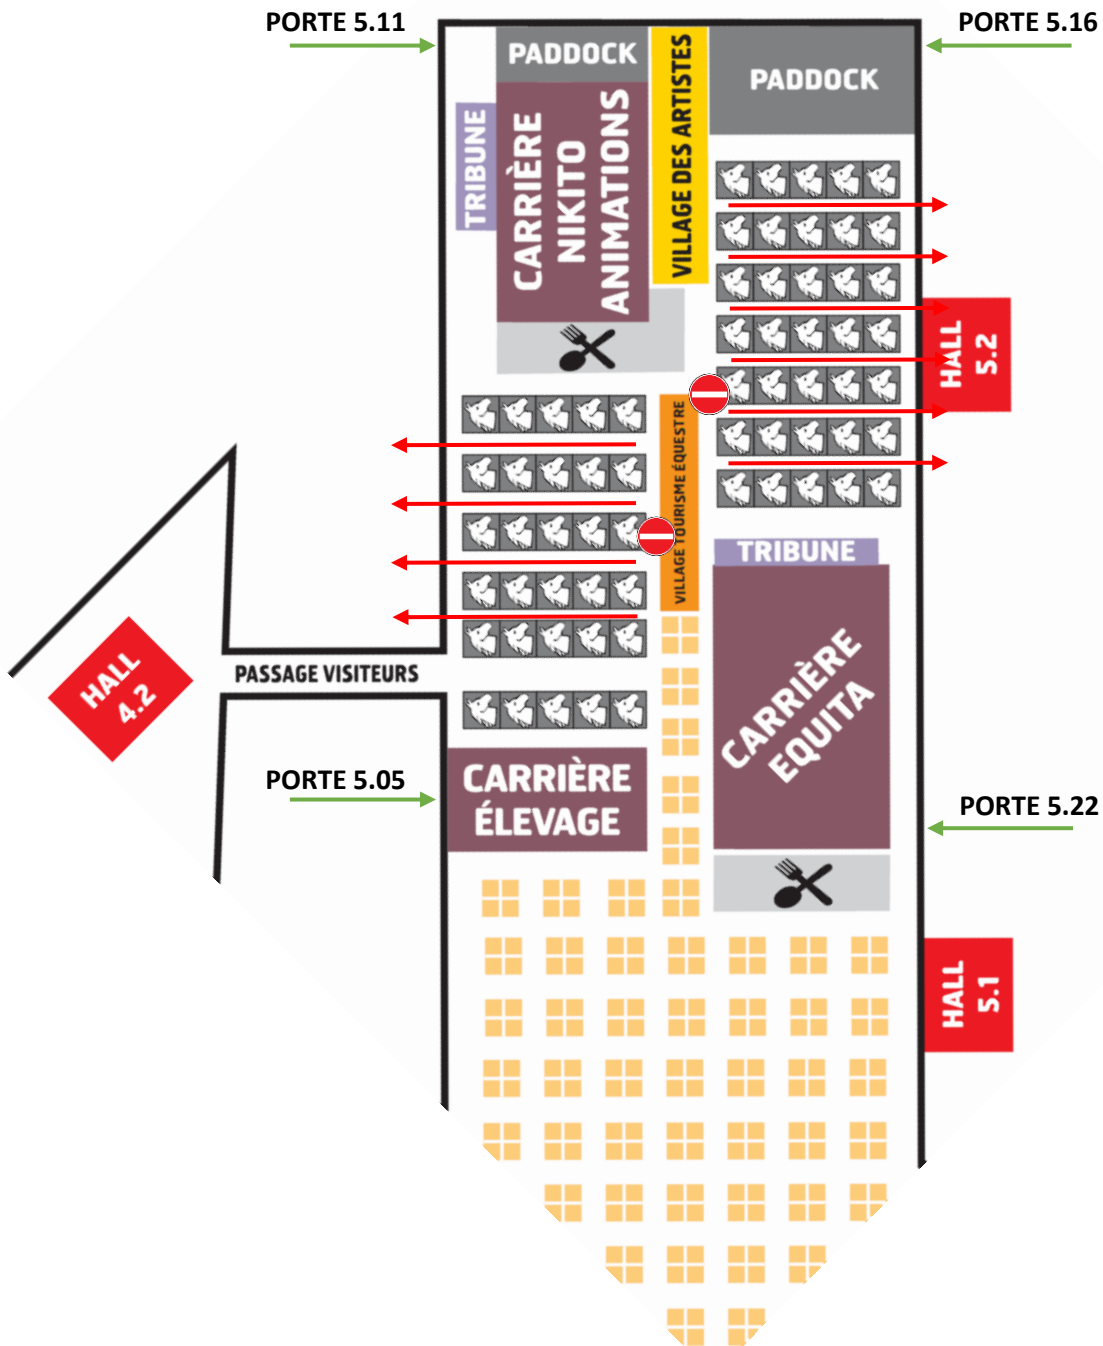 PORTE 5.11
PORTE 5.16
PADDOCK
PADDOCK
TRIBUNE
CARRIÈRE
NIKITO
ANIMATIONS
VILLAGE DES ARTISTES
HALL
5.2
VILLAGE TOURISME ÉQUESTRE
TRIBUNE
HALL
4.2
PASSAGE VISITEURS
CARRIÈRE
EQUITA
PORTE 5.05
CARRIÈRE
ÉLEVAGE
PORTE 5.22
HALL
5.1